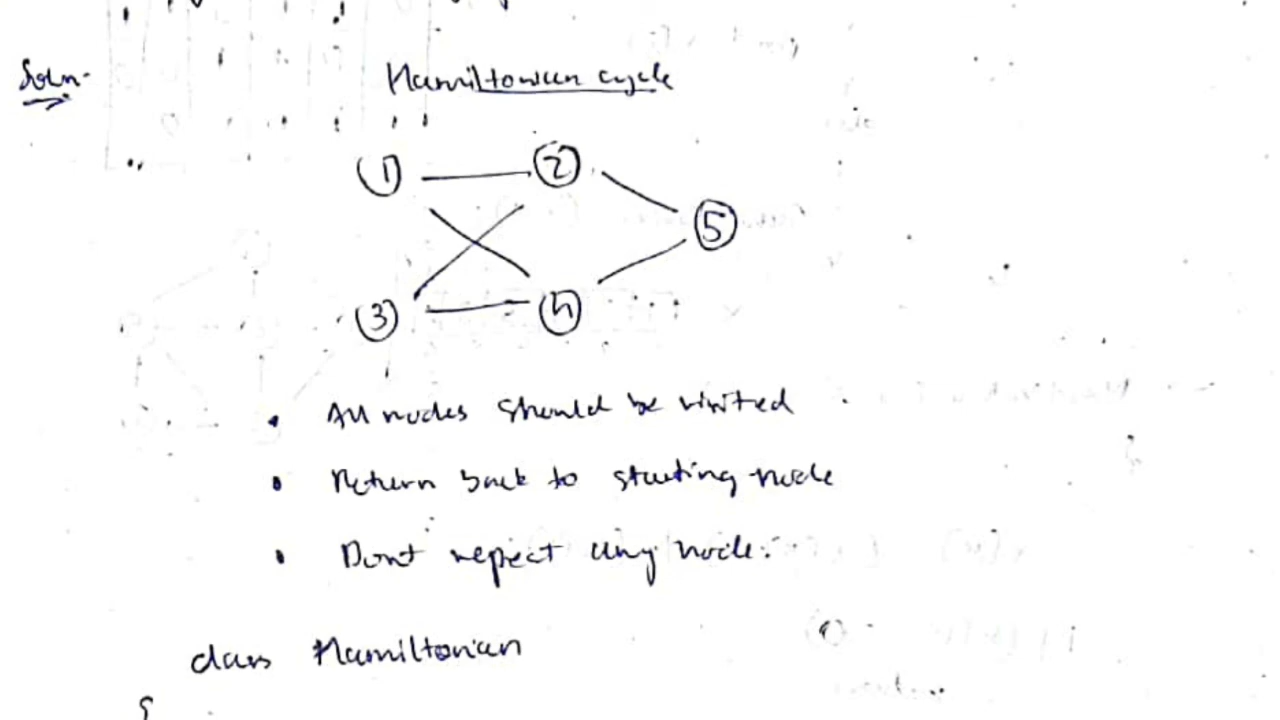 Soln.
Hamiltonian cycle
1 2
5
3 4
• All nodes should be visited
• Return back to starting node
• Dont repeat any node.
class Hamiltonian
{